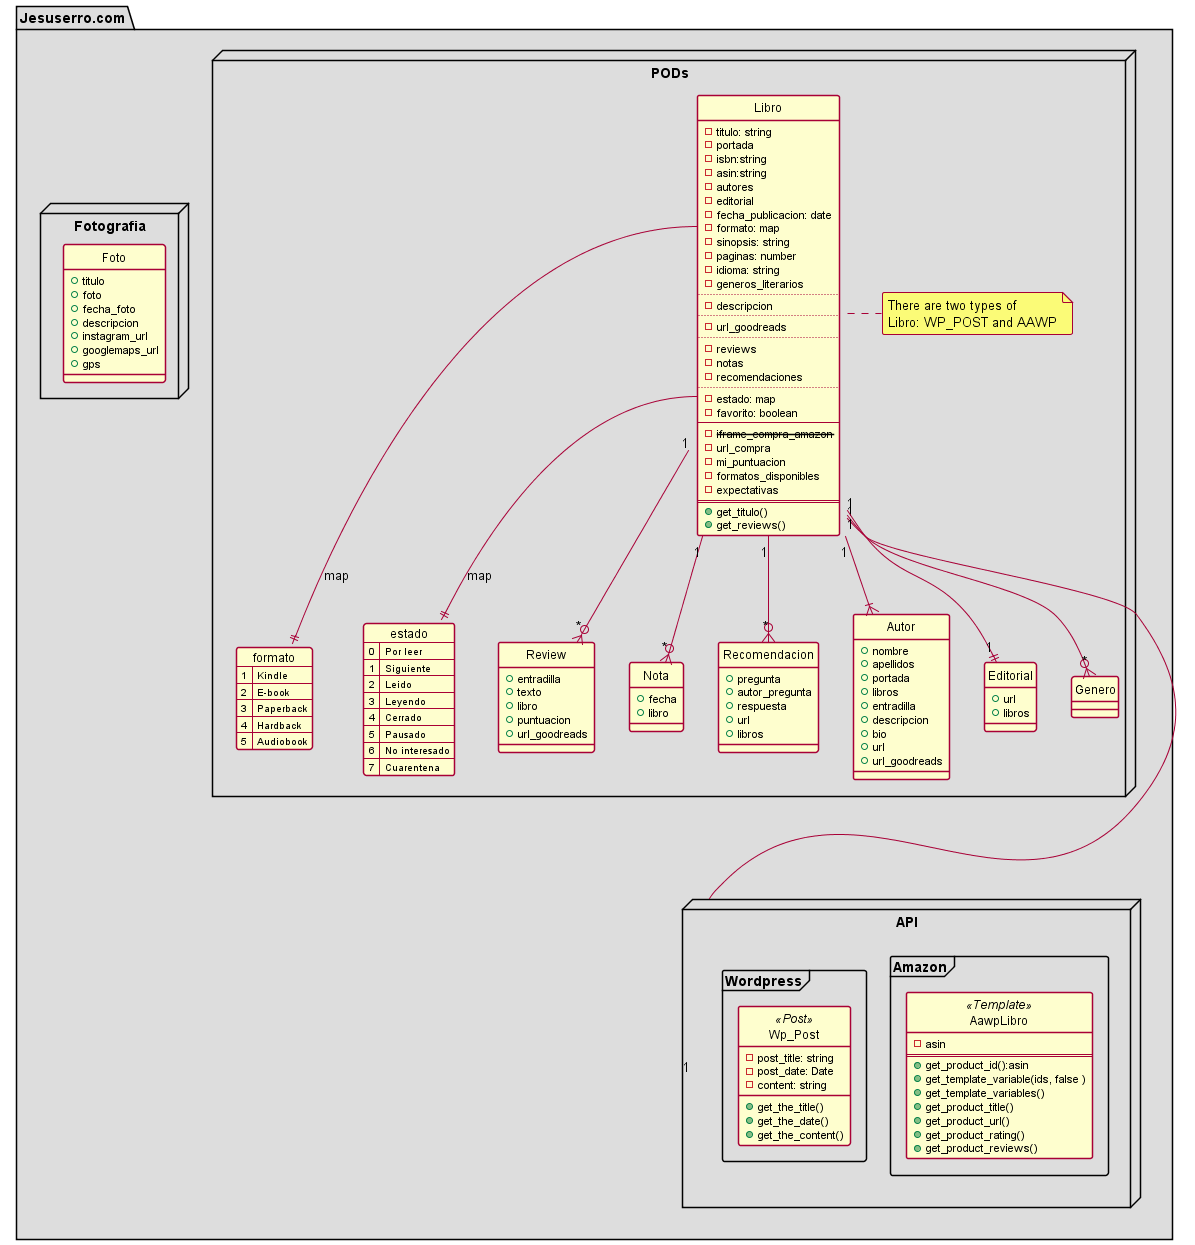 Jesuserro.com
PODs
Libro
titulo: string
portada
isbn:string
asin:string
autores
editorial
fecha_publicacion: date
formato: map
sinopsis: string
paginas: number
idioma: string
generos_literarios
descripcion
url_goodreads
reviews
notas
recomendaciones
estado: map
favorito: boolean
iframe_compra_amazon
url_compra
mi_puntuacion
formatos_disponibles
expectativas
get_titulo()
get_reviews()
There are two types of
Libro: WP_POST and AAWP
Fotografia
Foto
titulo
foto
fecha_foto
descripcion
instagram_url
googlemaps_url
gps
1
1
1
1
1
1
map
map
*
*
*
1
*
formato
1 Kindle
2 E-book
3 Paperback
4 Hardback
5 Audiobook
estado
0 Por leer
1 Siguiente
2 Leido
3 Leyendo
4 Cerrado
5 Pausado
6 No interesado
7 Cuarentena
Review
entradilla
texto
libro
puntuacion
url_goodreads
Nota
fecha
libro
Recomendacion
pregunta
autor_pregunta
respuesta
url
libros
Autor
nombre
apellidos
portada
libros
entradilla
descripcion
bio
url
url_goodreads
Editorial
url
libros
Genero
API
1
Wordpress
«Post»
Wp_Post
post_title: string
post_date: Date
content: string
get_the_title()
get_the_date()
get_the_content()
Amazon
«Template»
AawpLibro
asin
get_product_id():asin
get_template_variable(ids, false )
get_template_variables()
get_product_title()
get_product_url()
get_product_rating()
get_product_reviews()